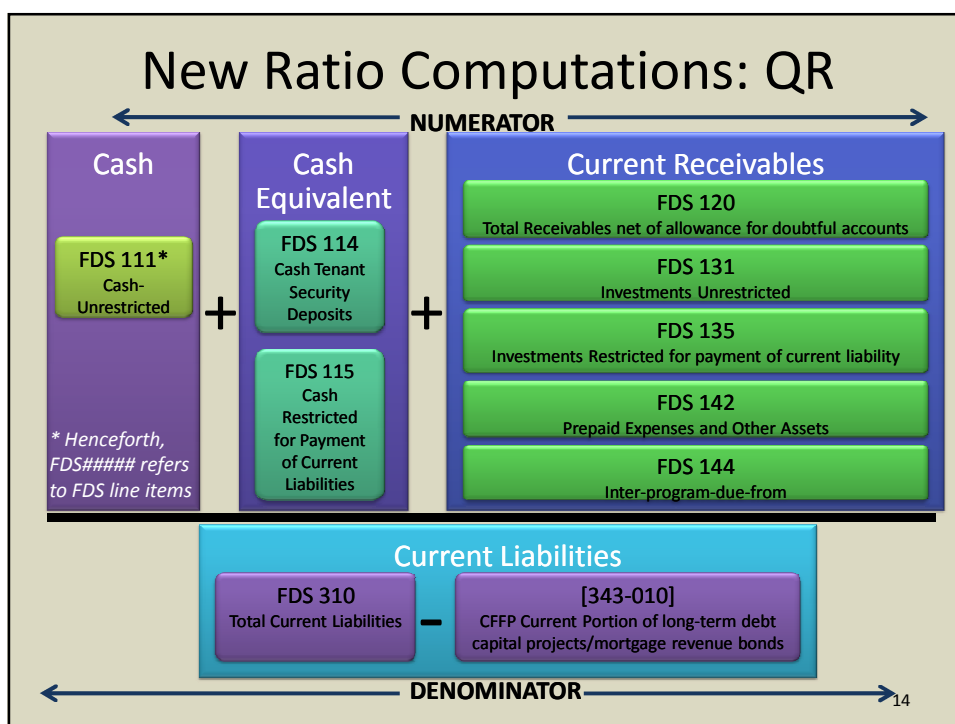 New Ratio Computations: QR
NUMERATOR
Cash
FDS 111*
Cash-
Unrestricted
* Henceforth,
FDS##### refers
to FDS line items
+
Cash
Equivalent
FDS 114
Cash Tenant
Security
Deposits
FDS 115
Cash
Restricted
for Payment
of Current
Liabilities
+
Current Receivables
FDS 120
Total Receivables net of allowance for doubtful accounts
FDS 131
Investments Unrestricted
FDS 135
Investments Restricted for payment of current liability
FDS 142
Prepaid Expenses and Other Assets
FDS 144
Inter-program-due-from
Current Liabilities
FDS 310
Total Current Liabilities
-
[343-010]
CFFP Current Portion of long-term debt
capital projects/mortgage revenue bonds
DENOMINATOR
14